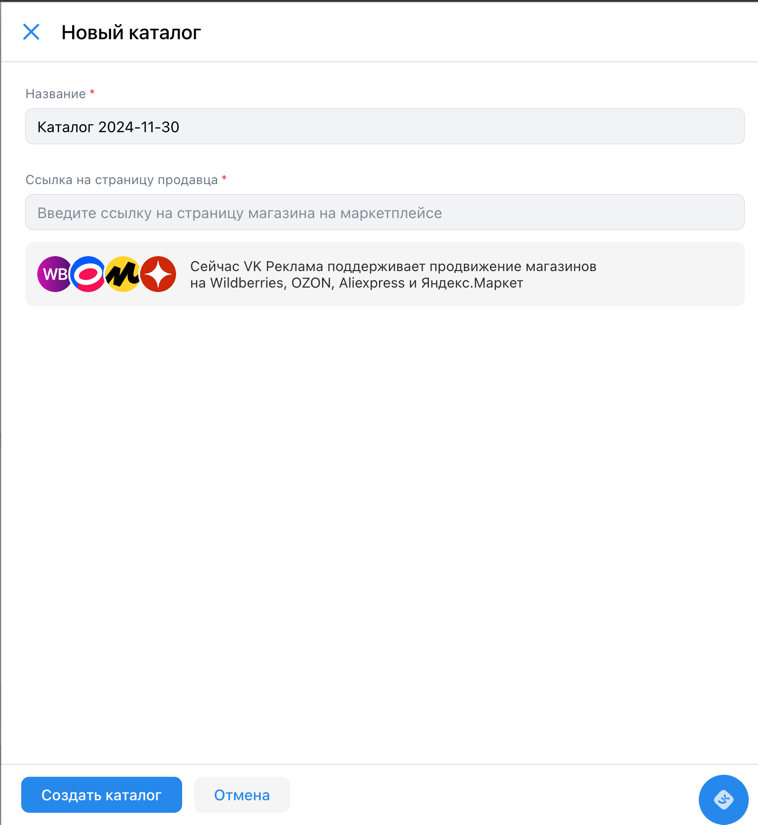 Новый каталог
Название *
Каталог 2024-11-30
Ссылка на страницу продавца *
Введите ссылку на страницу магазина на маркетплейсе
WB
Сейчас VK Реклама поддерживает продвижение магазинов
на Wildberries, OZON, Aliexpress и Яндекс.Маркет
Создать каталог
Отмена